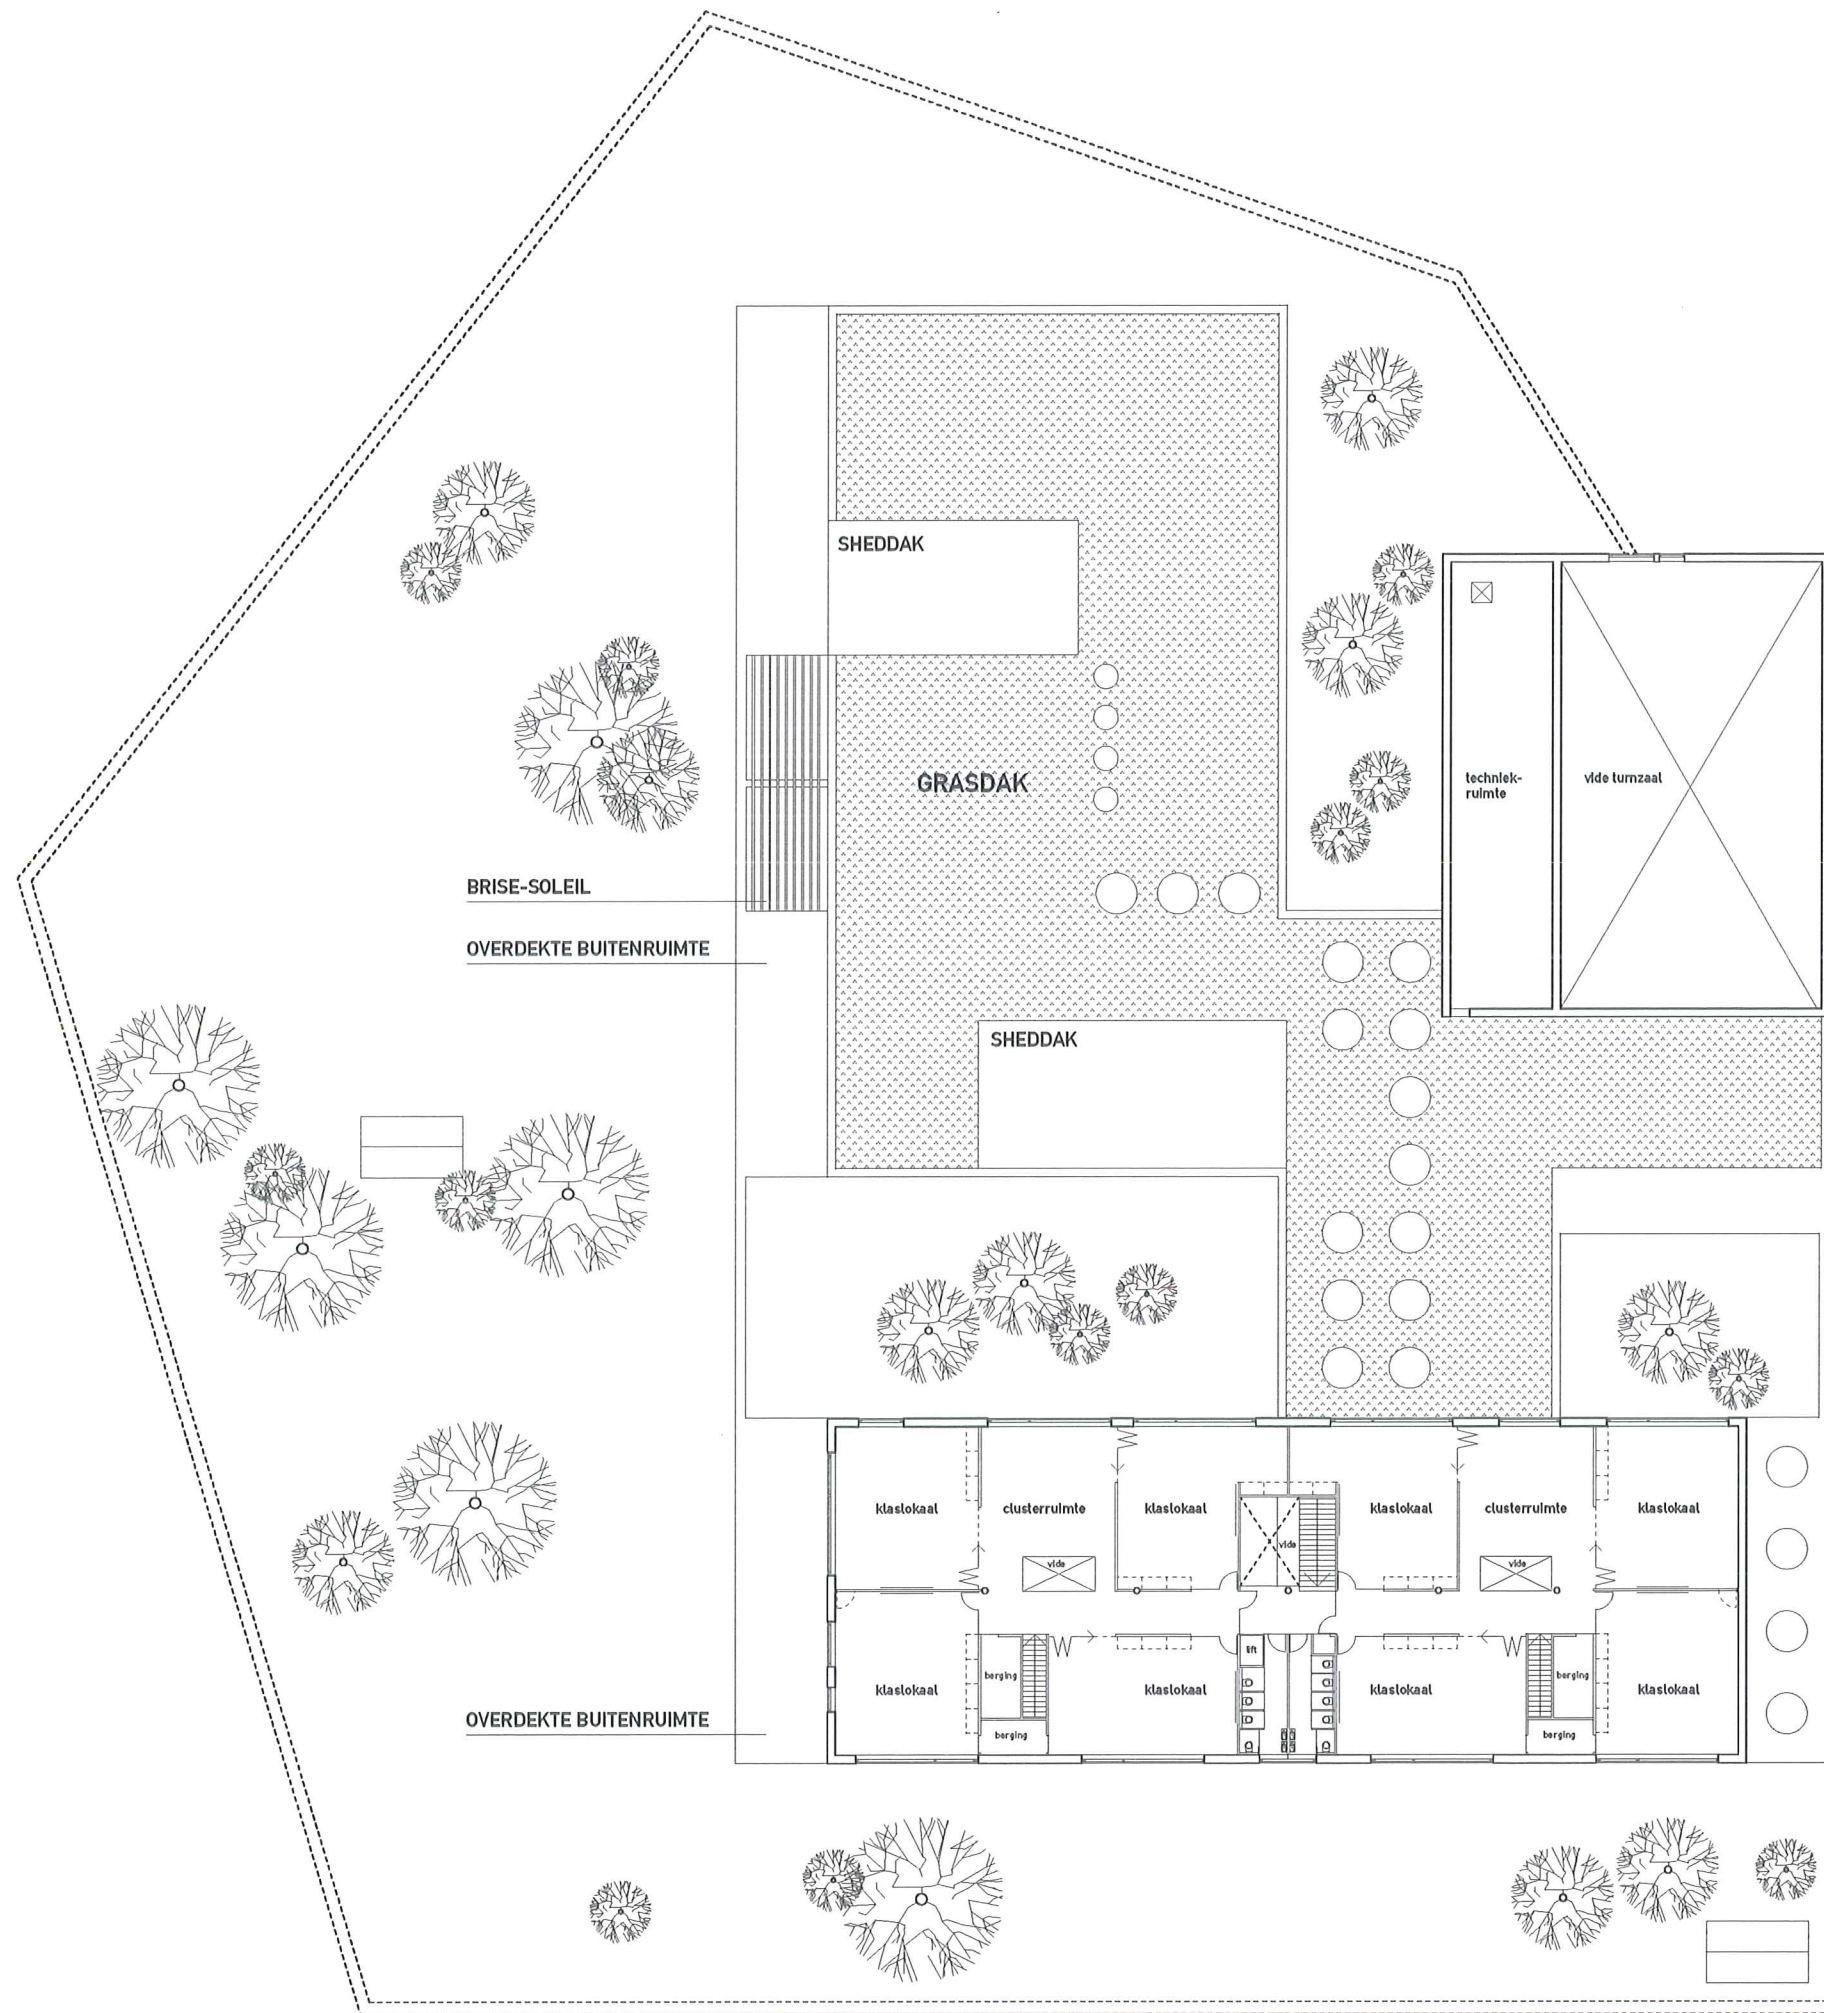 SHEDDAK
techniek-
ruimte
vide turnzaal
GRASDAK
BRISE-SOLEIL
OVERDEKTE BUITENRUIMTE
SHEDDAK
klaslokaal
clusterruimte
klaslokaal
vide
klaslokaal
clusterruimte
klaslokaal
vide
vide
lift
berging
berging
klaslokaal
klaslokaal
klaslokaal
klaslokaal
OVERDEKTE BUITENRUIMTE
berging
berging